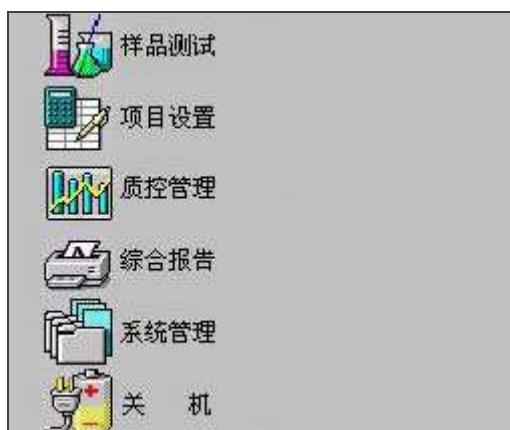 样品测试
项目设置
质控管理
综合报告
系统管理
关 机